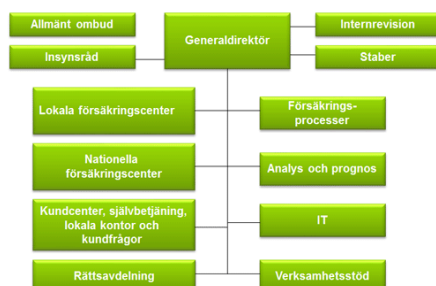 Allmänt ombud
Generaldirektör
Internrevision
Insynsråd
Staber
Lokala försäkringscenter
Försäkrings-
processer
Nationella
försäkringscenter
Analys och prognos
Kundcenter, självbetjäning,
lokala kontor och
kundfrågor
IT
Rättsavdelning
Verksamhetsstöd